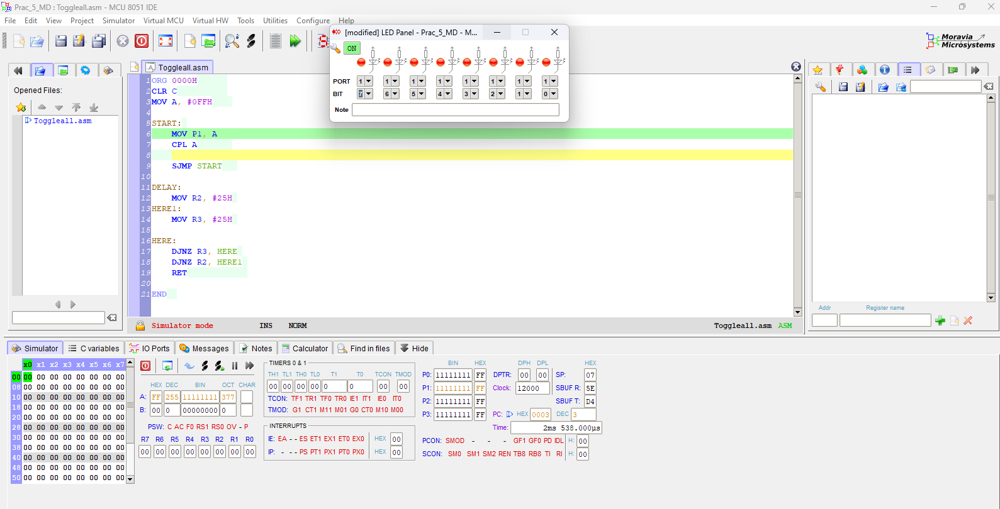 Prac_5_MD : Toggleall.asm - MCU 8051 IDE
File Edit View Project Simulator Virtual MCU Virtual HW Tools Utilities Configure Help
[modified] LED Panel - Prac_5_MD - M...
ON
PORT 1 1 1 1 1 1 1 1
BIT 7 6 5 4 3 2 1 0
Note
Moravia
Microsystems
Toggleall.asm
Opened Files:
Toggleall.asm
1 ORG 0000H
2 CLR C
3 MOV A, #0FFH
4
5 START:
6 MOV P1, A
7 CPL A
8
9 SJMP START
10
11 DELAY:
12 MOV R2, #25H
13 HERE1:
14 MOV R3, #25H
15
16 HERE:
17 DJNZ R3, HERE
18 DJNZ R2, HERE1
19 RET
20
21 END
Simulator mode INS NORM Toggleall.asm ASM
Addr Register name
Simulator C variables IO Ports Messages Notes Calculator Find in files Hide
x0 x1 x2 x3 x4 x5 x6 x7
00 00 00 00 00 00 00 00 00
08 00 00 00 00 00 00 00 00
10 00 00 00 00 00 00 00 00
18 00 00 00 00 00 00 00 00
20 00 00 00 00 00 00 00 00
28 00 00 00 00 00 00 00 00
30 00 00 00 00 00 00 00 00
38 00 00 00 00 00 00 00 00
40 00 00 00 00 00 00 00 00
48 00 00 00 00 00 00 00 00
50 00 00 00 00 00 00 00 00
HEX DEC BIN OCT CHAR
A: FF 255 11111111 377
B: 00 0 00000000 0
PSW: C AC F0 RS1 RS0 OV - P
R7 R6 R5 R4 R3 R2 R1 R0
00 00 00 00 00 00 00 00
TIMERS 0 & 1
TH1 TL1 TH0 TL0 T1 T0 TCON TMOD
00 00 00 00 0 0 00 00
TCON: TF1 TR1 TF0 TR0 IE1 IT1 IE0 IT0
TMOD: G1 CT1 M11 M01 G0 CT0 M10 M00
INTERRUPTS
IE: EA - - ES ET1 EX1 ET0 EX0 HEX 00
IP: - - - PS PT1 PX1 PT0 PX0 HEX 00
BIN HEX
P0: 11111111 FF
P1: 11111111 FF
P2: 11111111 FF
P3: 11111111 FF
DPH DPL HEX
DPTR: 00 00 SP: 07
Clock: 12000 SBUF R: 5E
SBUF T: D4
PC: HEX 0003 DEC 3
Time: 2ms 538.000µs
PCON: SMOD - - - GF1 GF0 PD IDL H: 00
SCON: SM0 SM1 SM2 REN TB8 RB8 TI RI H: 00